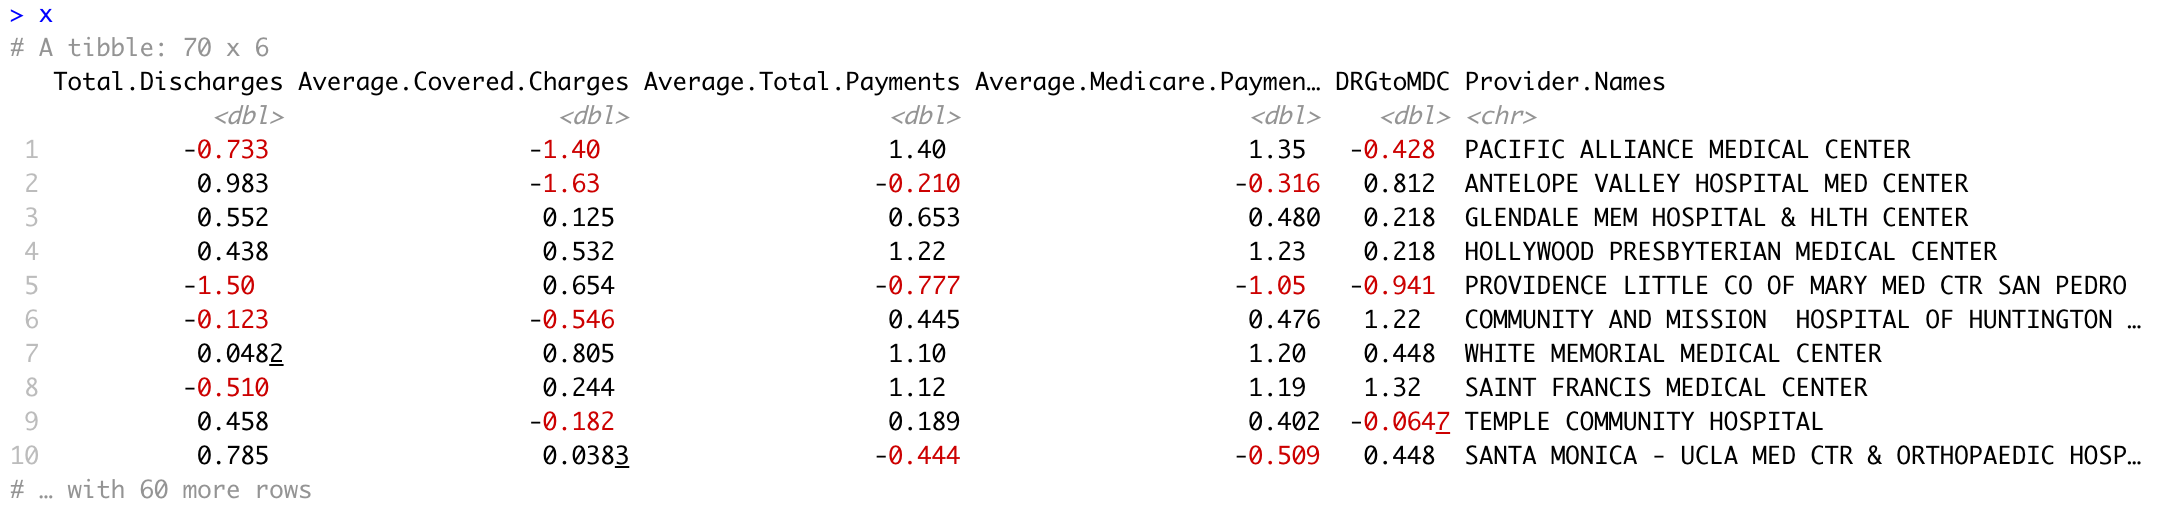 > x
# A tibble: 70 x 6
Total.Discharges Average.Covered.Charges Average.Total.Payments Average.Medicare.Paymen… DRGtoMDC Provider.Names
<dbl> <dbl> <dbl> <dbl> <dbl> <chr>
1 -0.733 -1.40 1.40 1.35 -0.428 PACIFIC ALLIANCE MEDICAL CENTER
2 0.983 -1.63 -0.210 -0.316 0.812 ANTELOPE VALLEY HOSPITAL MED CENTER
3 0.552 0.125 0.653 0.480 0.218 GLENDALE MEM HOSPITAL & HLTH CENTER
4 0.438 0.532 1.22 1.23 0.218 HOLLYWOOD PRESBYTERIAN MEDICAL CENTER
5 -1.50 0.654 -0.777 -1.05 -0.941 PROVIDENCE LITTLE CO OF MARY MED CTR SAN PEDRO
6 -0.123 -0.546 0.445 0.476 1.22 COMMUNITY AND MISSION  HOSPITAL OF HUNTINGTON …
7 0.0482 0.805 1.10 1.20 0.448 WHITE MEMORIAL MEDICAL CENTER
8 -0.510 0.244 1.12 1.19 1.32 SAINT FRANCIS MEDICAL CENTER
9 0.458 -0.182 0.189 0.402 -0.0647 TEMPLE COMMUNITY HOSPITAL
10 0.785 0.0383 -0.444 -0.509 0.448 SANTA MONICA - UCLA MED CTR & ORTHOPAEDIC HOSP…
# … with 60 more rows